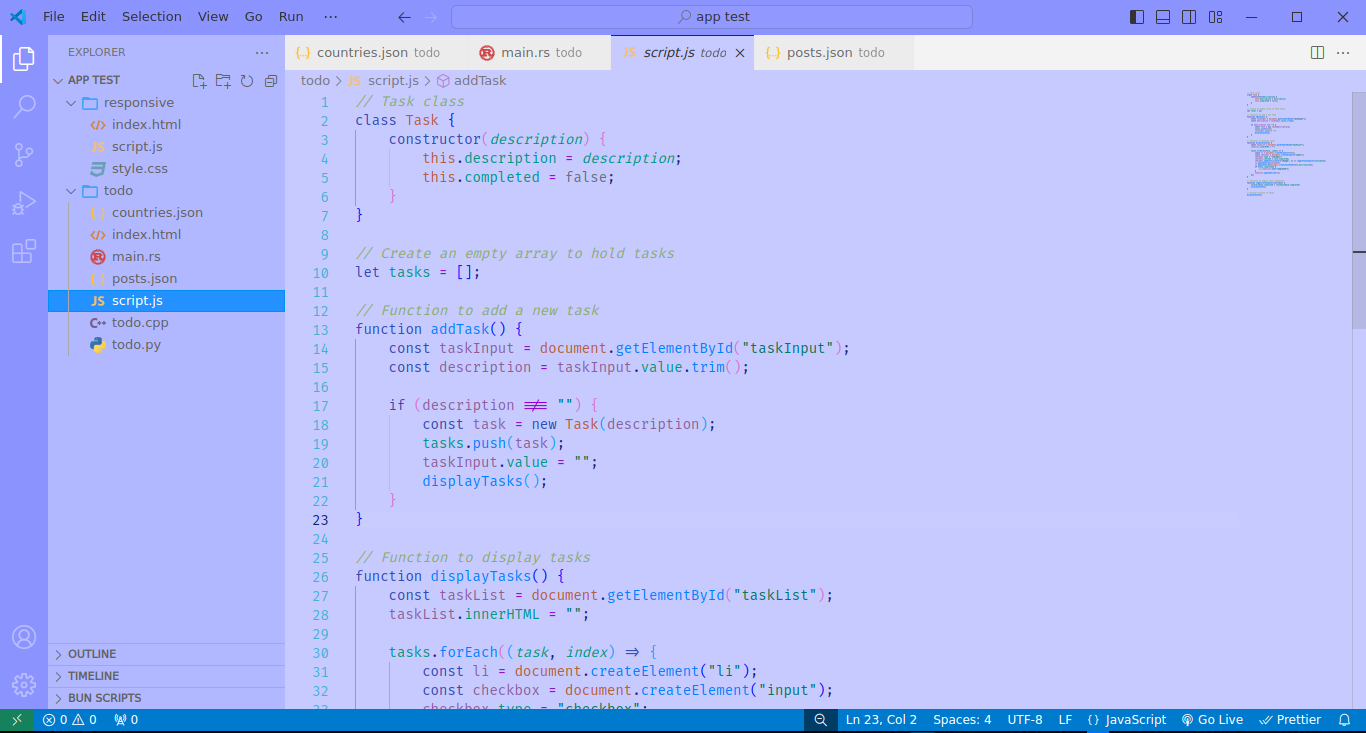 File Edit Selection View Go Run ··· app test
EXPLORER ···
APP TEST
responsive
index.html
JS script.js
style.css
todo
{..} countries.json
index.html
main.rs
{..} posts.json
JS script.js
C++ todo.cpp
todo.py
OUTLINE
TIMELINE
BUN SCRIPTS
{..} countries.json todo main.rs todo JS script.js todo {..} posts.json todo
todo > JS script.js > addTask
1 // Task class
2 class Task {
3 constructor(description) {
4 this.description = description;
5 this.completed = false;
6 }
7 }
8
9 // Create an empty array to hold tasks
10 let tasks = [];
11
12 // Function to add a new task
13 function addTask() {
14 const taskInput = document.getElementById("taskInput");
15 const description = taskInput.value.trim();
16
17 if (description !== "") {
18 const task = new Task(description);
19 tasks.push(task);
20 taskInput.value = "";
21 displayTasks();
22 }
23 }
24
25 // Function to display tasks
26 function displayTasks() {
27 const taskList = document.getElementById("taskList");
28 taskList.innerHTML = "";
29
30 tasks.forEach((task, index) => {
31 const li = document.createElement("li");
32 const checkbox = document.createElement("input");
33 checkbox.type = "checkbox";
0 0 0 Ln 23, Col 2 Spaces: 4 UTF-8 LF {} JavaScript Go Live Prettier